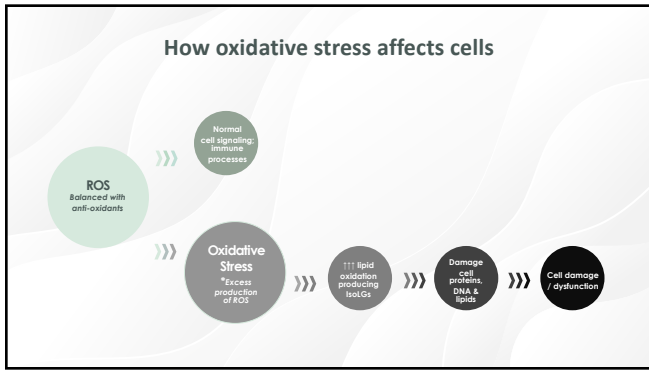 How oxidative stress affects cells
Normal
cell signaling;
immune
processes
ROS
Balanced with
anti-oxidants
Oxidative
Stress
*Excess
production
of ROS
↑↑↑ lipid
oxidation
producing
IsoLGs
Damage
cell
proteins,
DNA &
lipids
Cell damage
/ dysfunction